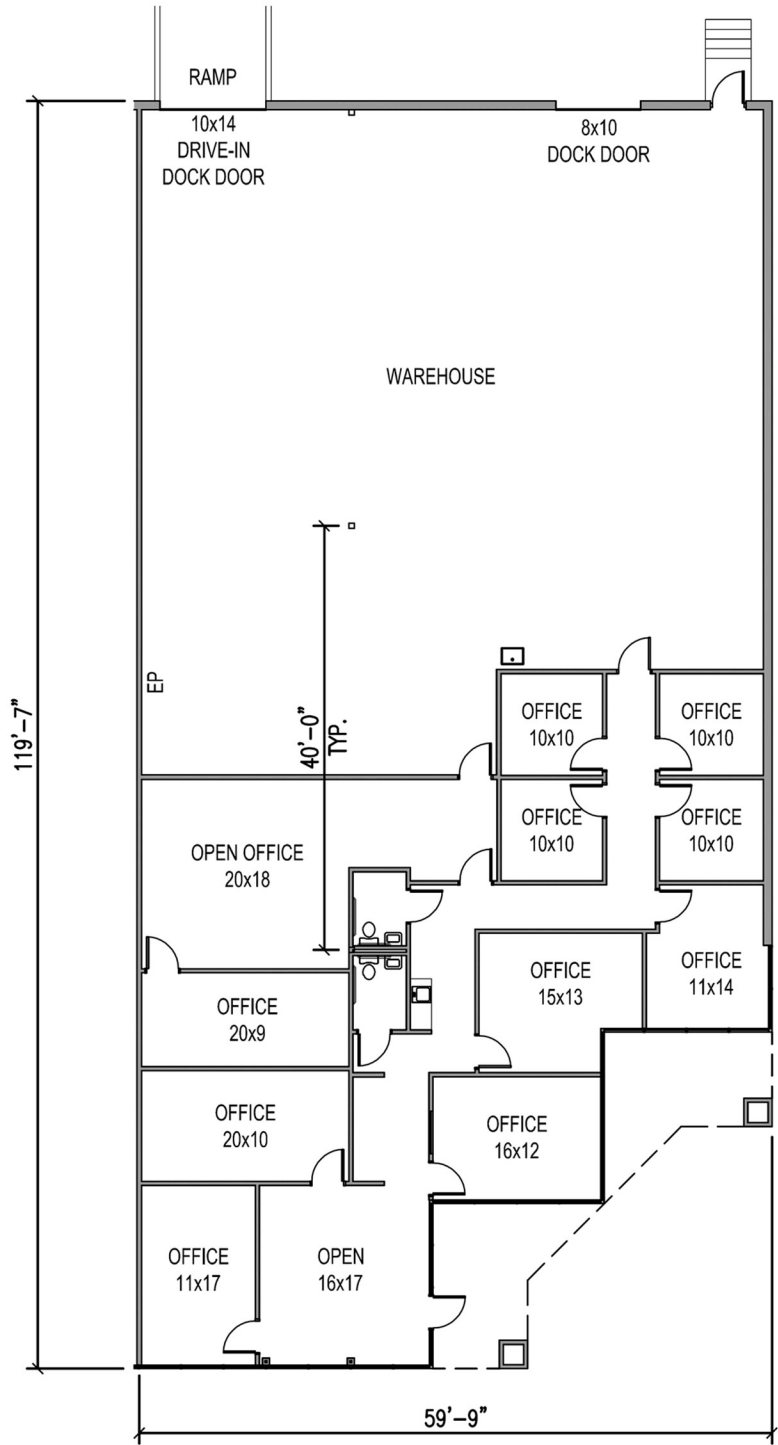 RAMP
10x14
DRIVE-IN
DOCK DOOR
8x10
DOCK DOOR
WAREHOUSE
119'-7"
EP
40'-0"
TYP.
OFFICE
10x10
OFFICE
10x10
OFFICE
10x10
OFFICE
10x10
OPEN OFFICE
20x18
OFFICE
20x9
OFFICE
15x13
OFFICE
11x14
OFFICE
20x10
OFFICE
16x12
OFFICE
11x17
OPEN
16x17
59'-9"